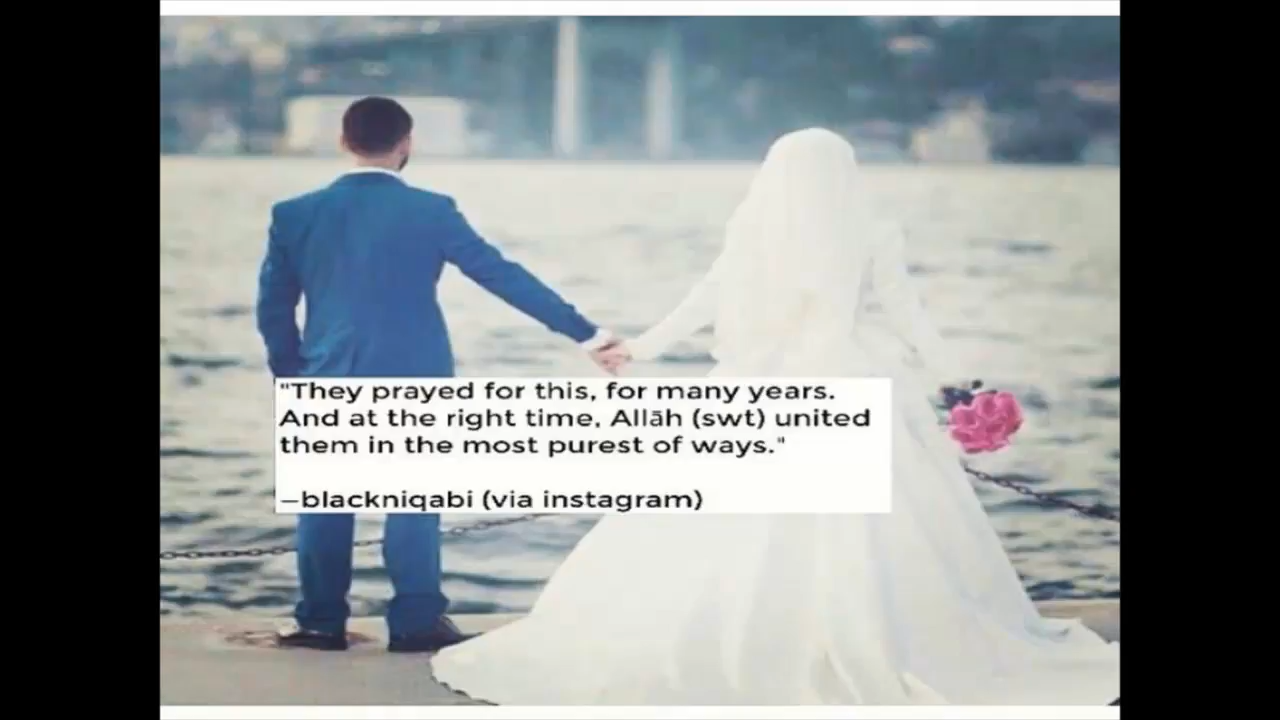 "They prayed for this, for many years.
And at the right time, Allāh (swt) united
them in the most purest of ways."
—blackniqabi (via instagram)